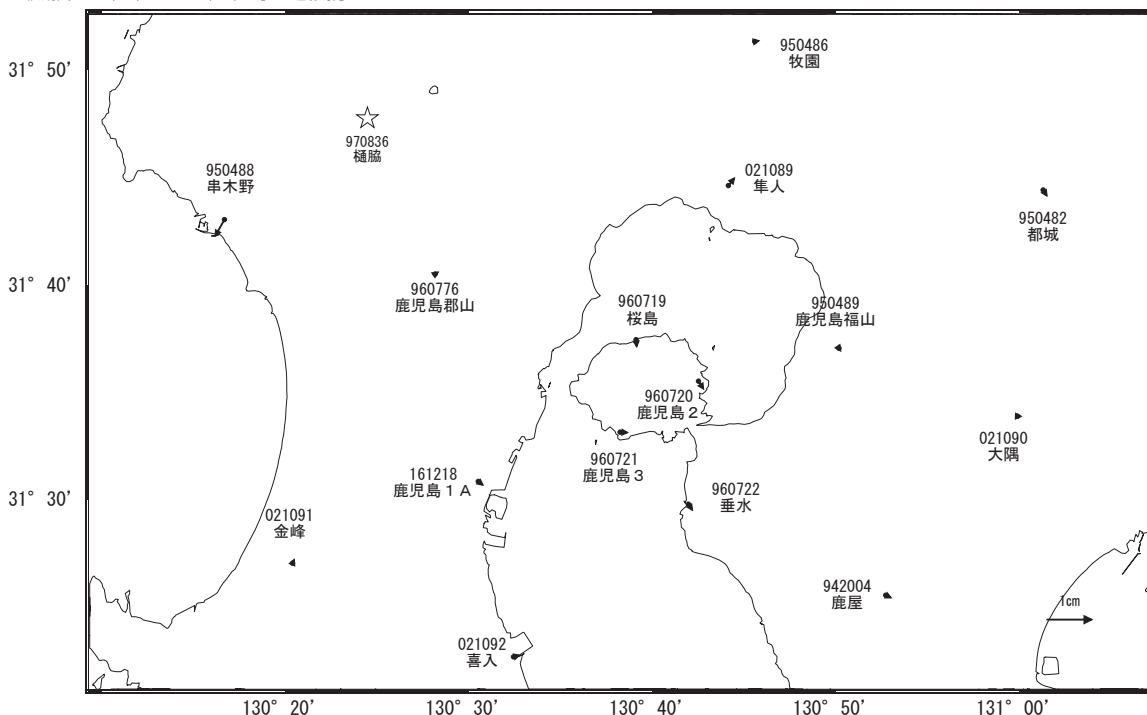 950486
牧園
31° 50'
970836
樋脇
950488
串木野
021089
隼人
950482
都城
31° 40'
960776
鹿児島郡山
960719
桜島
950489
鹿児島福山
960720
鹿児島2
021090
大隅
960721
鹿児島3
161218
鹿児島1A
960722
垂水
31° 30'
021091
金峰
942004
鹿屋
1cm
021092
喜入
130° 20'
130° 30'
130° 40'
130° 50'
131° 00'